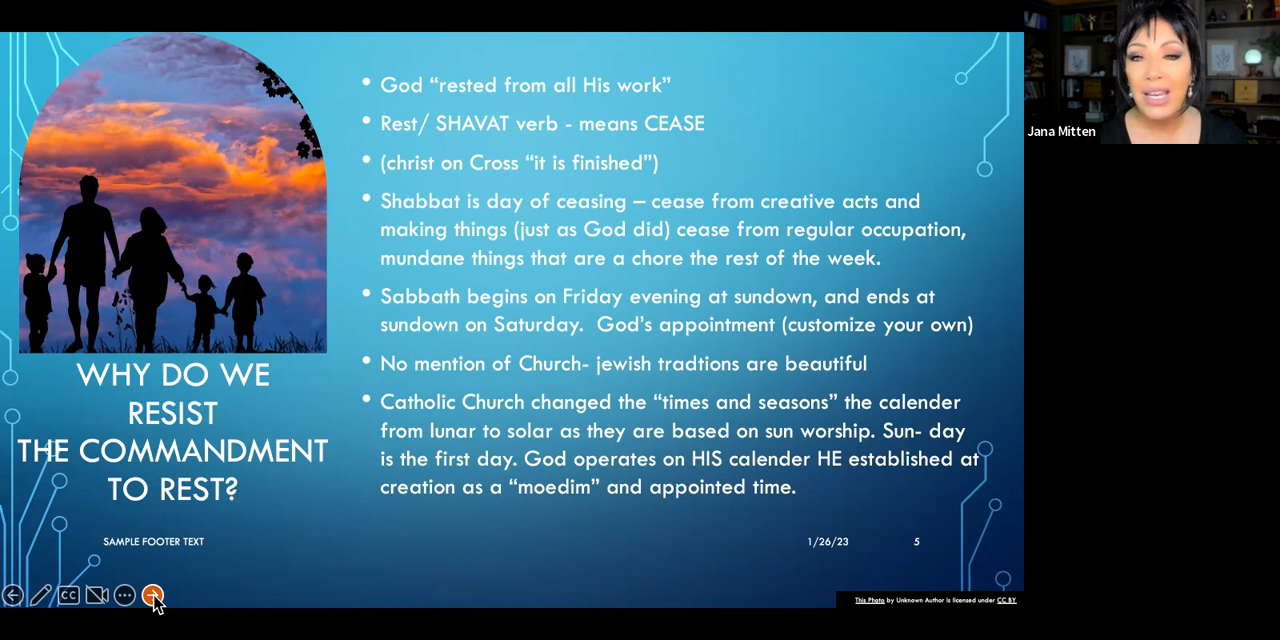 • God “rested from all His work”
• Rest/ SHAVAT verb - means CEASE
• (christ on Cross “it is finished”)
• Shabbat is day of ceasing – cease from creative acts and
making things (just as God did) cease from regular occupation,
mundane things that are a chore the rest of the week.
• Sabbath begins on Friday evening at sundown, and ends at
sundown on Saturday.  God’s appointment (customize your own)
• No mention of Church- jewish tradtions are beautiful
• Catholic Church changed the “times and seasons” the calender
from lunar to solar as they are based on sun worship. Sun- day
is the first day. God operates on HIS calender HE established at
creation as a “moedim” and appointed time.
WHY DO WE
RESIST
THE COMMANDMENT
TO REST?
SAMPLE FOOTER TEXT
1/26/23
5
CC
This Photo by Unknown Author is licensed under CC BY.
Jana Mitten